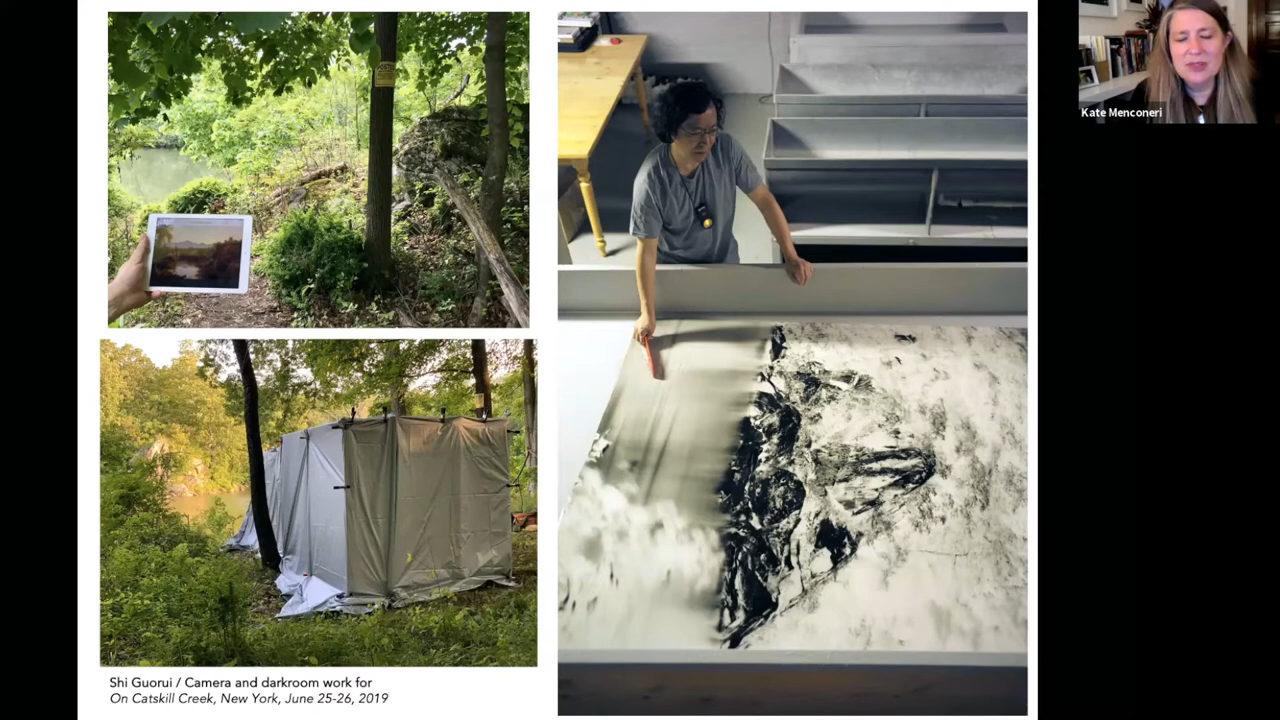 Shi Guorui / Camera and darkroom work for
On Catskill Creek, New York, June 25-26, 2019
Kate Menconeri